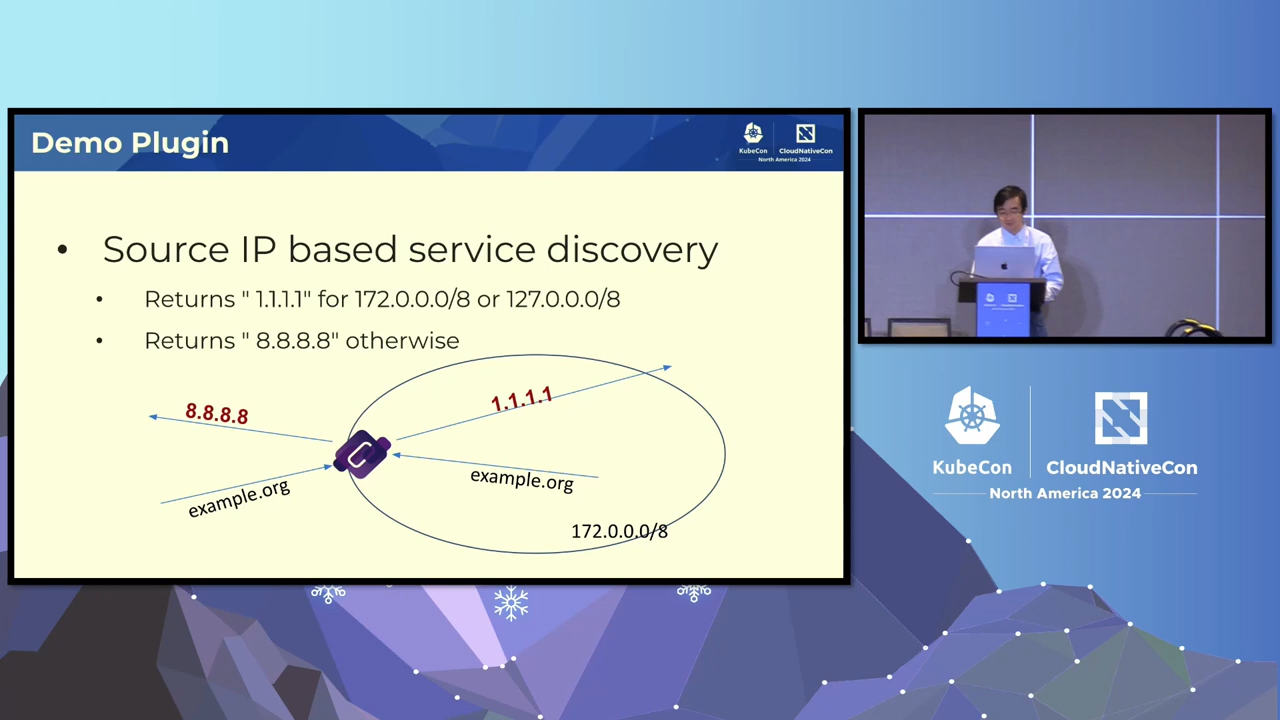 Demo Plugin
KubeCon
CloudNativeCon
North America 2024
• Source IP based service discovery
• Returns " 1.1.1.1" for 172.0.0.0/8 or 127.0.0.0/8
• Returns " 8.8.8.8" otherwise
8.8.8.8
1.1.1.1
example.org
example.org
172.0.0.0/8
KubeCon
CloudNativeCon
North America 2024